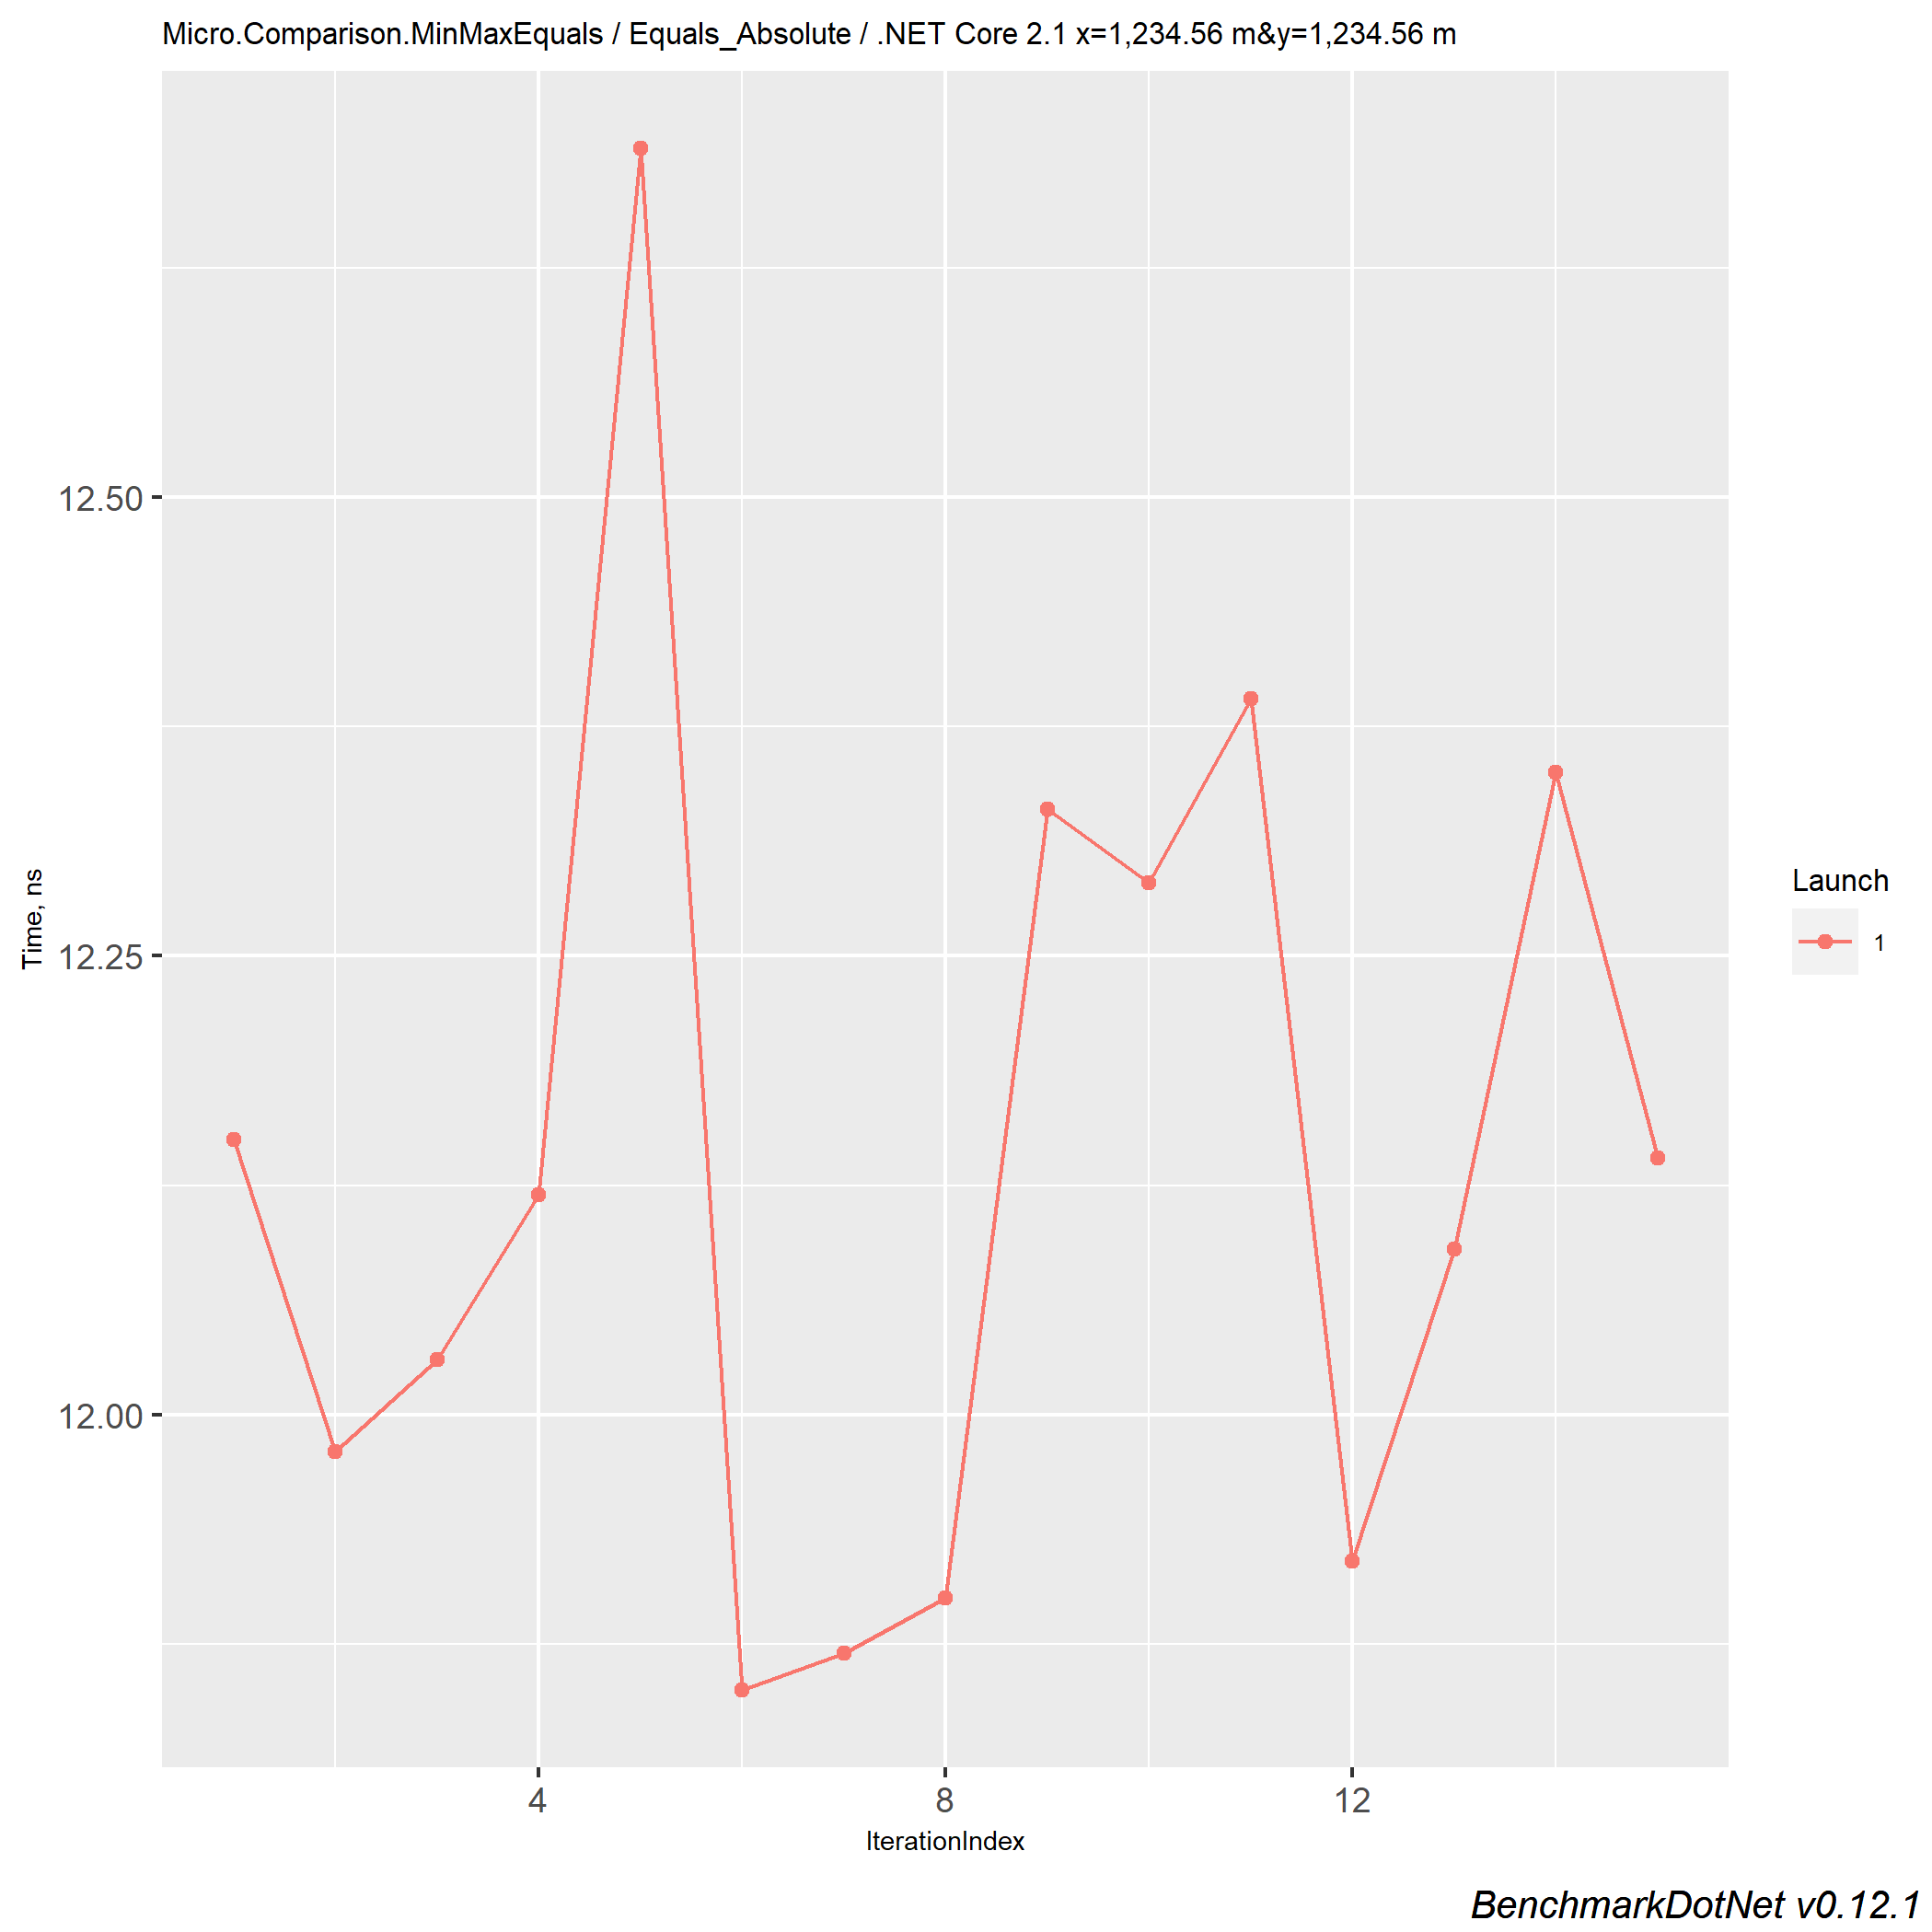 Micro.Comparison.MinMaxEquals / Equals_Absolute / .NET Core 2.1 x=1,234.56 m&y=1,234.56 m
12.50
12.25
12.00
Time, ns
4
8
12
IterationIndex
Launch
1
BenchmarkDotNet v0.12.1